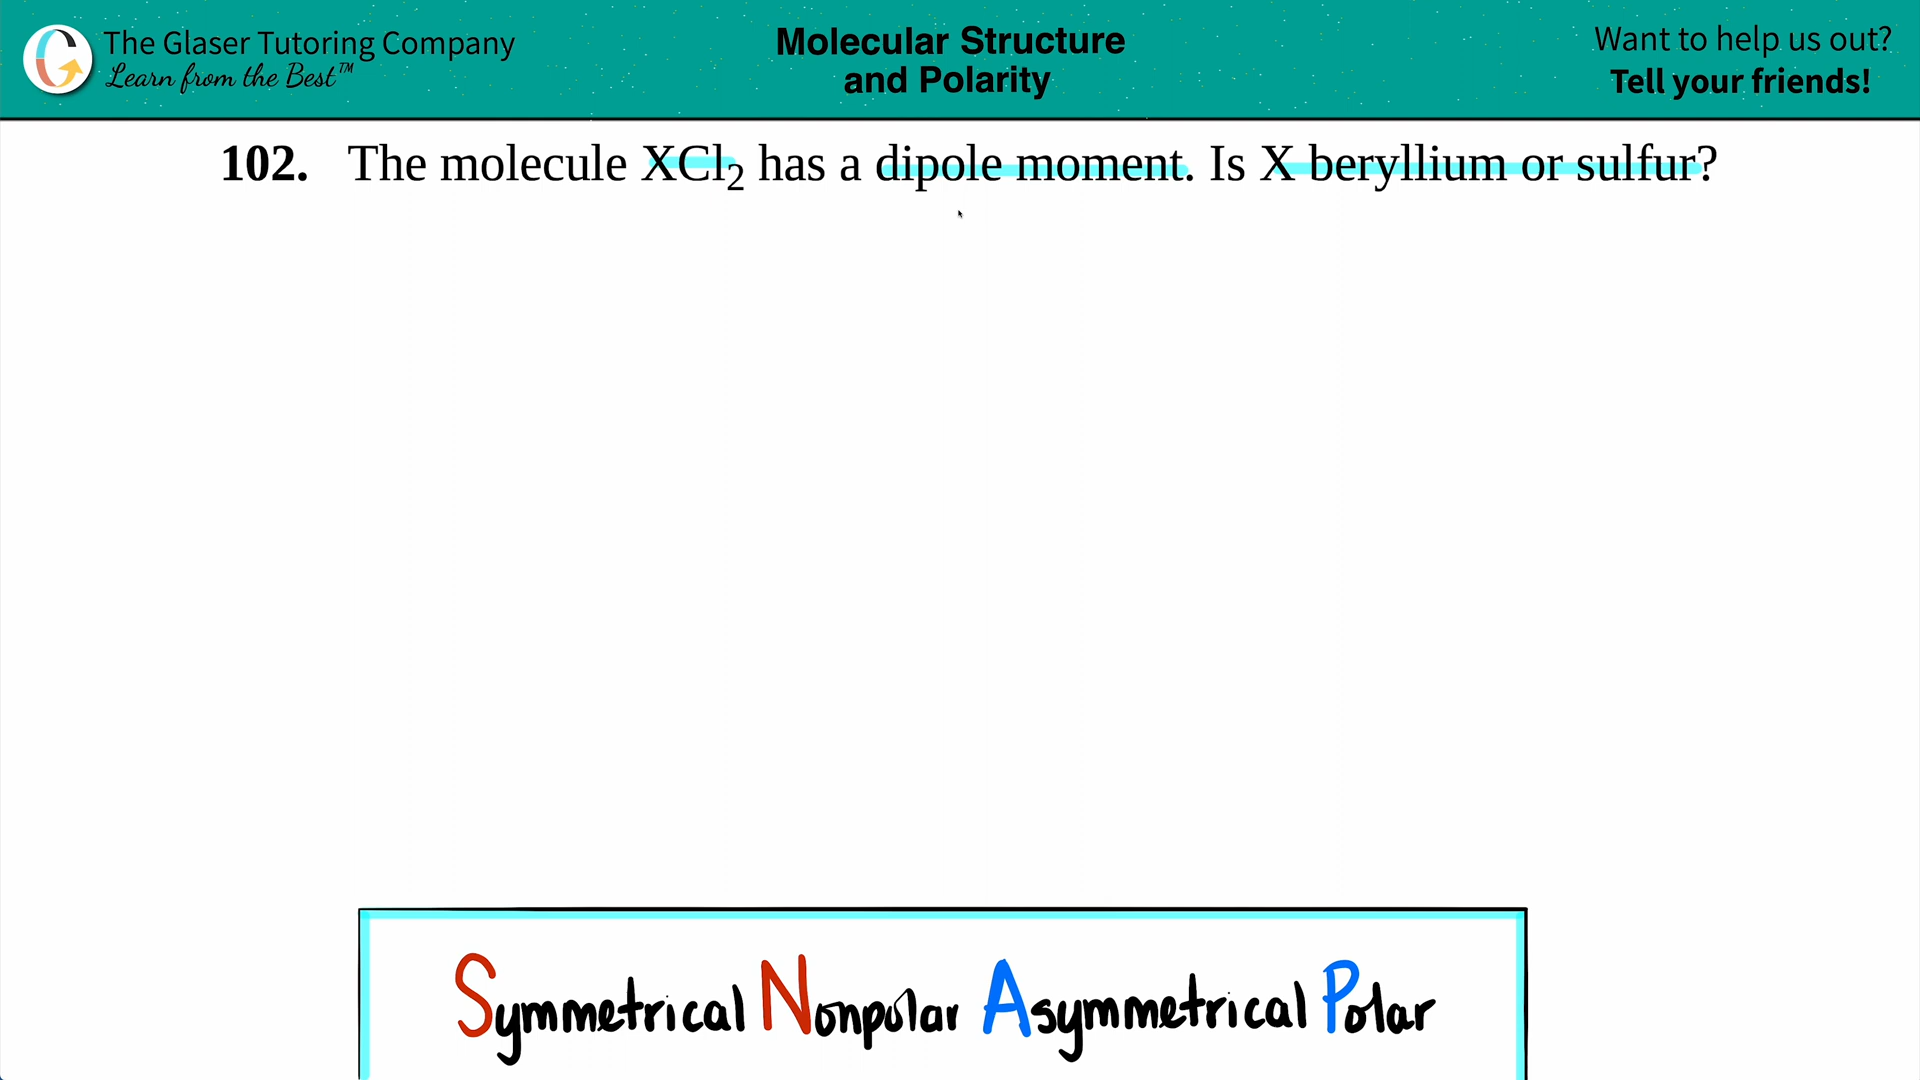 The Glaser Tutoring Company
Learn from the Best™
Molecular Structure
and Polarity
Want to help us out?
Tell your friends!
102. The molecule XCl₂ has a dipole moment. Is X beryllium or sulfur?
Symmetrical Nonpolar Asymmetrical Polar